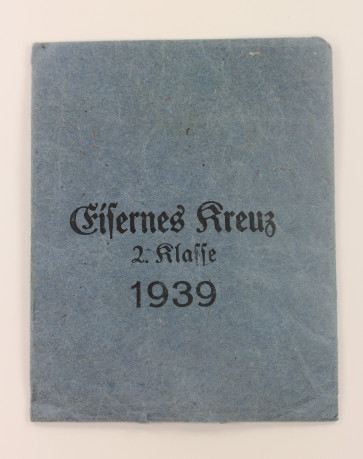 Eisernes Kreuz
2. Klasse
1939